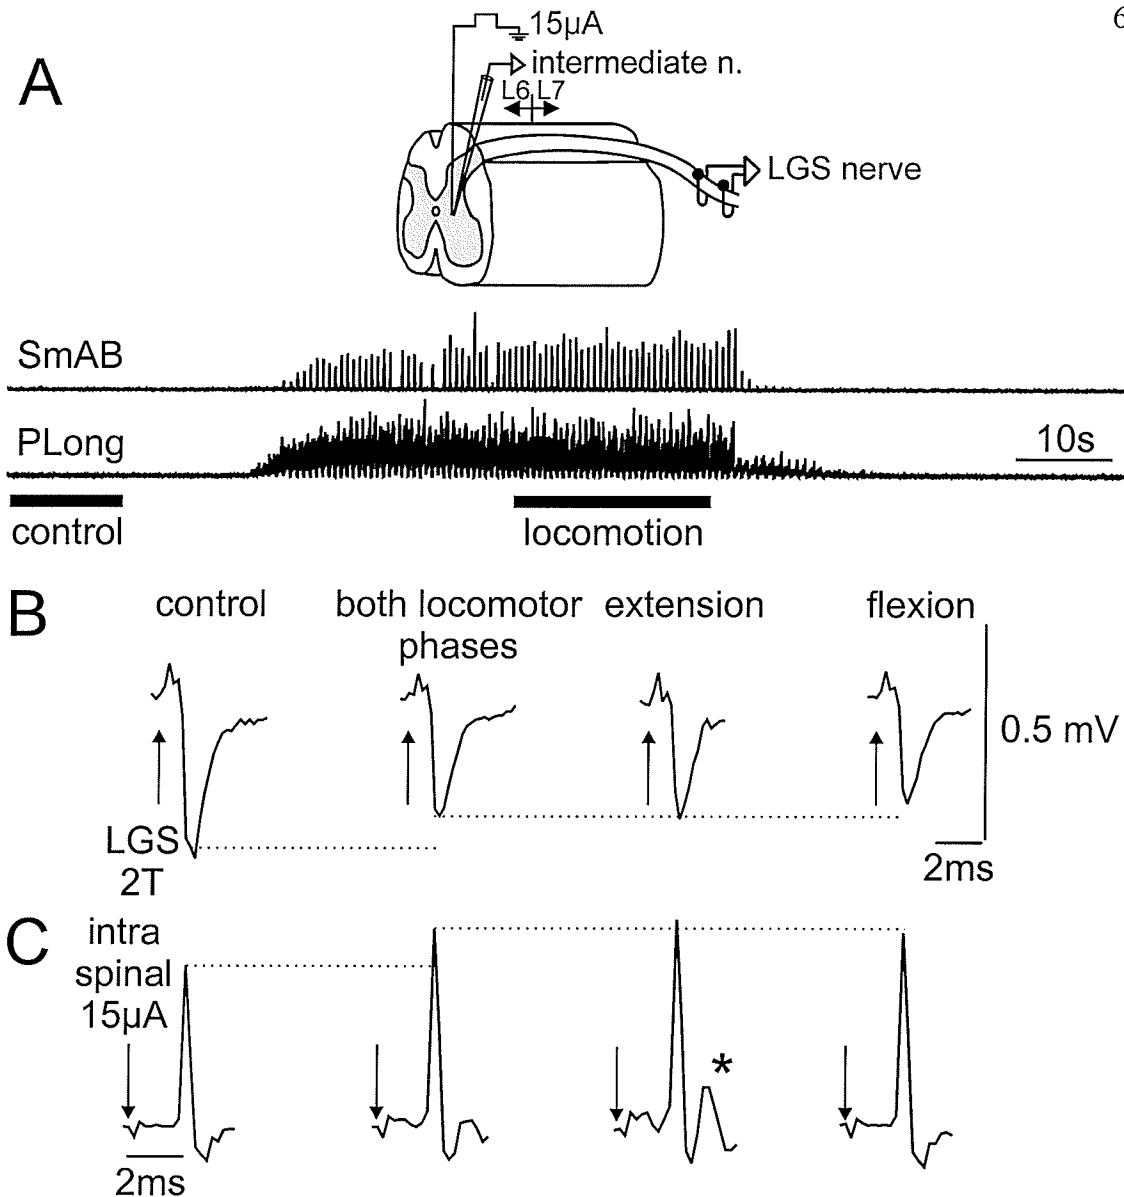 6
A
15µA
intermediate n.
L6 L7
LGS nerve
SmAB
PLong
10s
control
locomotion
B
control
both locomotor
phases
extension
flexion
0.5 mV
LGS
2T
2ms
C
intra
spinal
15µA
*
2ms